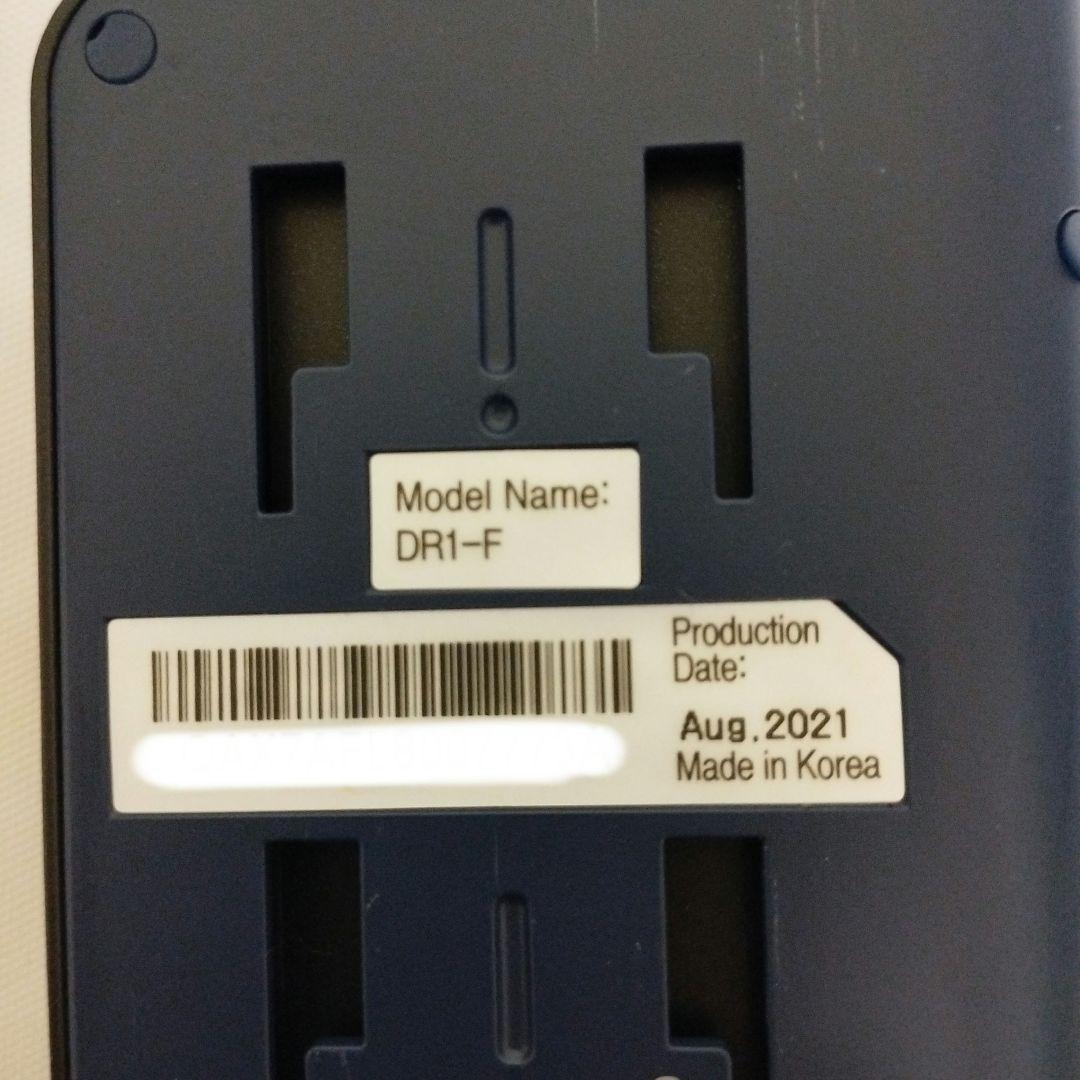 Model Name:
DR1-F
Production
Date:
Aug.2021
Made in Korea